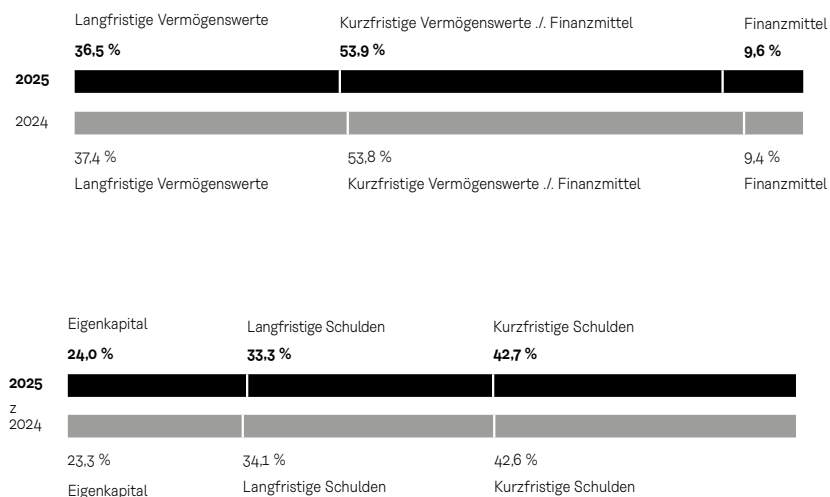 Langfristige Vermögenswerte Kurzfristige Vermögenswerte ./. Finanzmittel Finanzmittel
36,5 % 53,9 % 9,6 %
2025
2024
37,4 % 53,8 % 9,4 %
Langfristige Vermögenswerte Kurzfristige Vermögenswerte ./. Finanzmittel Finanzmittel
Eigenkapital Langfristige Schulden Kurzfristige Schulden
24,0 % 33,3 % 42,7 %
2025
z
2024
23,3 % 34,1 % 42,6 %
Eigenkapital Langfristige Schulden Kurzfristige Schulden